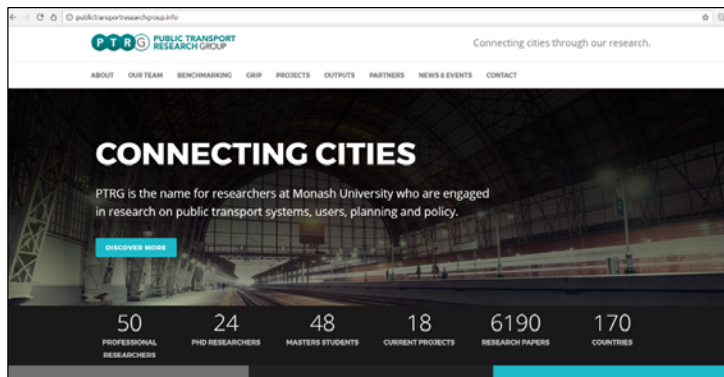 publictransportresearchgroup.info
PTRG PUBLIC TRANSPORT
RESEARCH GROUP
Connecting cities through our research.
ABOUT OUR TEAM BENCHMARKING GRIP PROJECTS OUTPUTS PARTNERS NEWS & EVENTS CONTACT
CONNECTING CITIES
PTRG is the name for researchers at Monash University who are engaged
in research on public transport systems, users, planning and policy.
DISCOVER MORE
50 24 48 18 6190 170
PROFESSIONAL PHD RESEARCHERS MASTERS STUDENTS CURRENT PROJECTS RESEARCH PAPERS COUNTRIES
RESEARCHERS